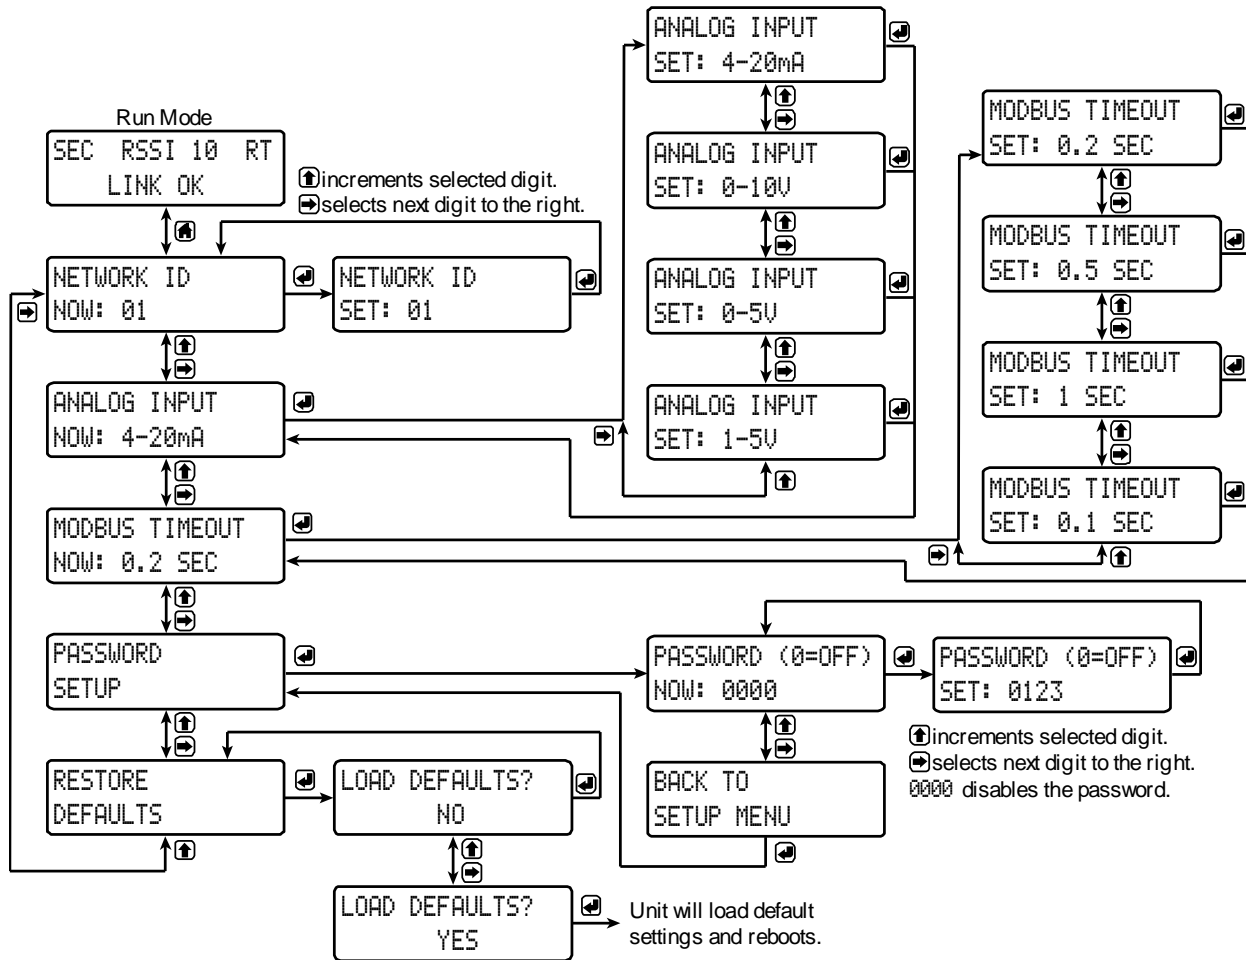 Run Mode
SEC RSSI 10 RT
LINK OK
increments selected digit.
selects next digit to the right.
NETWORK ID
NOW: 01
NETWORK ID
SET: 01
ANALOG INPUT
NOW: 4-20mA
MODBUS TIMEOUT
NOW: 0.2 SEC
PASSWORD
SETUP
RESTORE
DEFAULTS
LOAD DEFAULTS?
NO
LOAD DEFAULTS?
YES
Unit will load default
settings and reboots.
ANALOG INPUT
SET: 4-20mA
ANALOG INPUT
SET: 0-10V
ANALOG INPUT
SET: 0-5V
ANALOG INPUT
SET: 1-5V
MODBUS TIMEOUT
SET: 0.2 SEC
MODBUS TIMEOUT
SET: 0.5 SEC
MODBUS TIMEOUT
SET: 1 SEC
MODBUS TIMEOUT
SET: 0.1 SEC
PASSWORD (0=OFF)
NOW: 0000
PASSWORD (0=OFF)
SET: 0123
increments selected digit.
selects next digit to the right.
0000 disables the password.
BACK TO
SETUP MENU